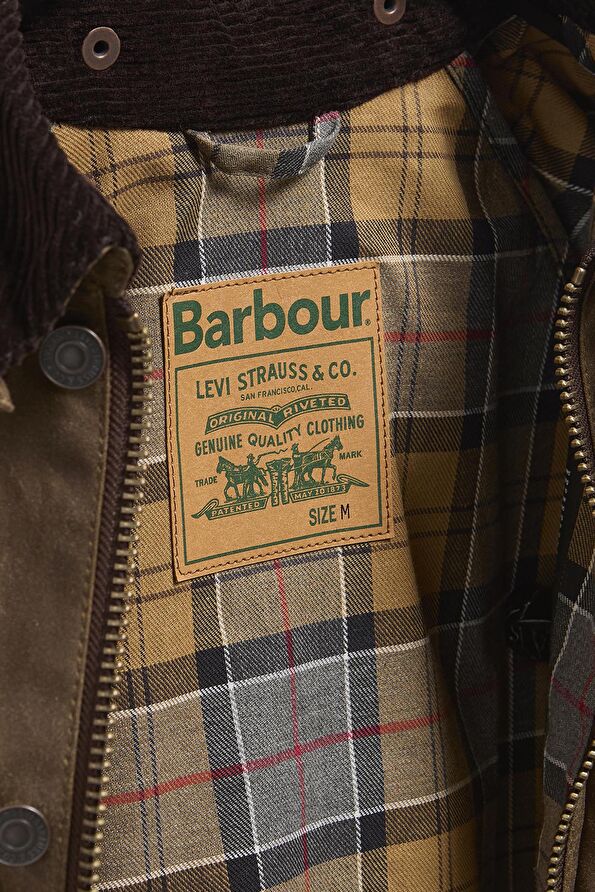 Barbour®
LEVI STRAUSS & CO.
SAN FRANCISCO, CAL.
ORIGINAL RIVETED
GENUINE QUALITY CLOTHING
TRADE MARK
PATENTED MAY 20 1873
SIZE M